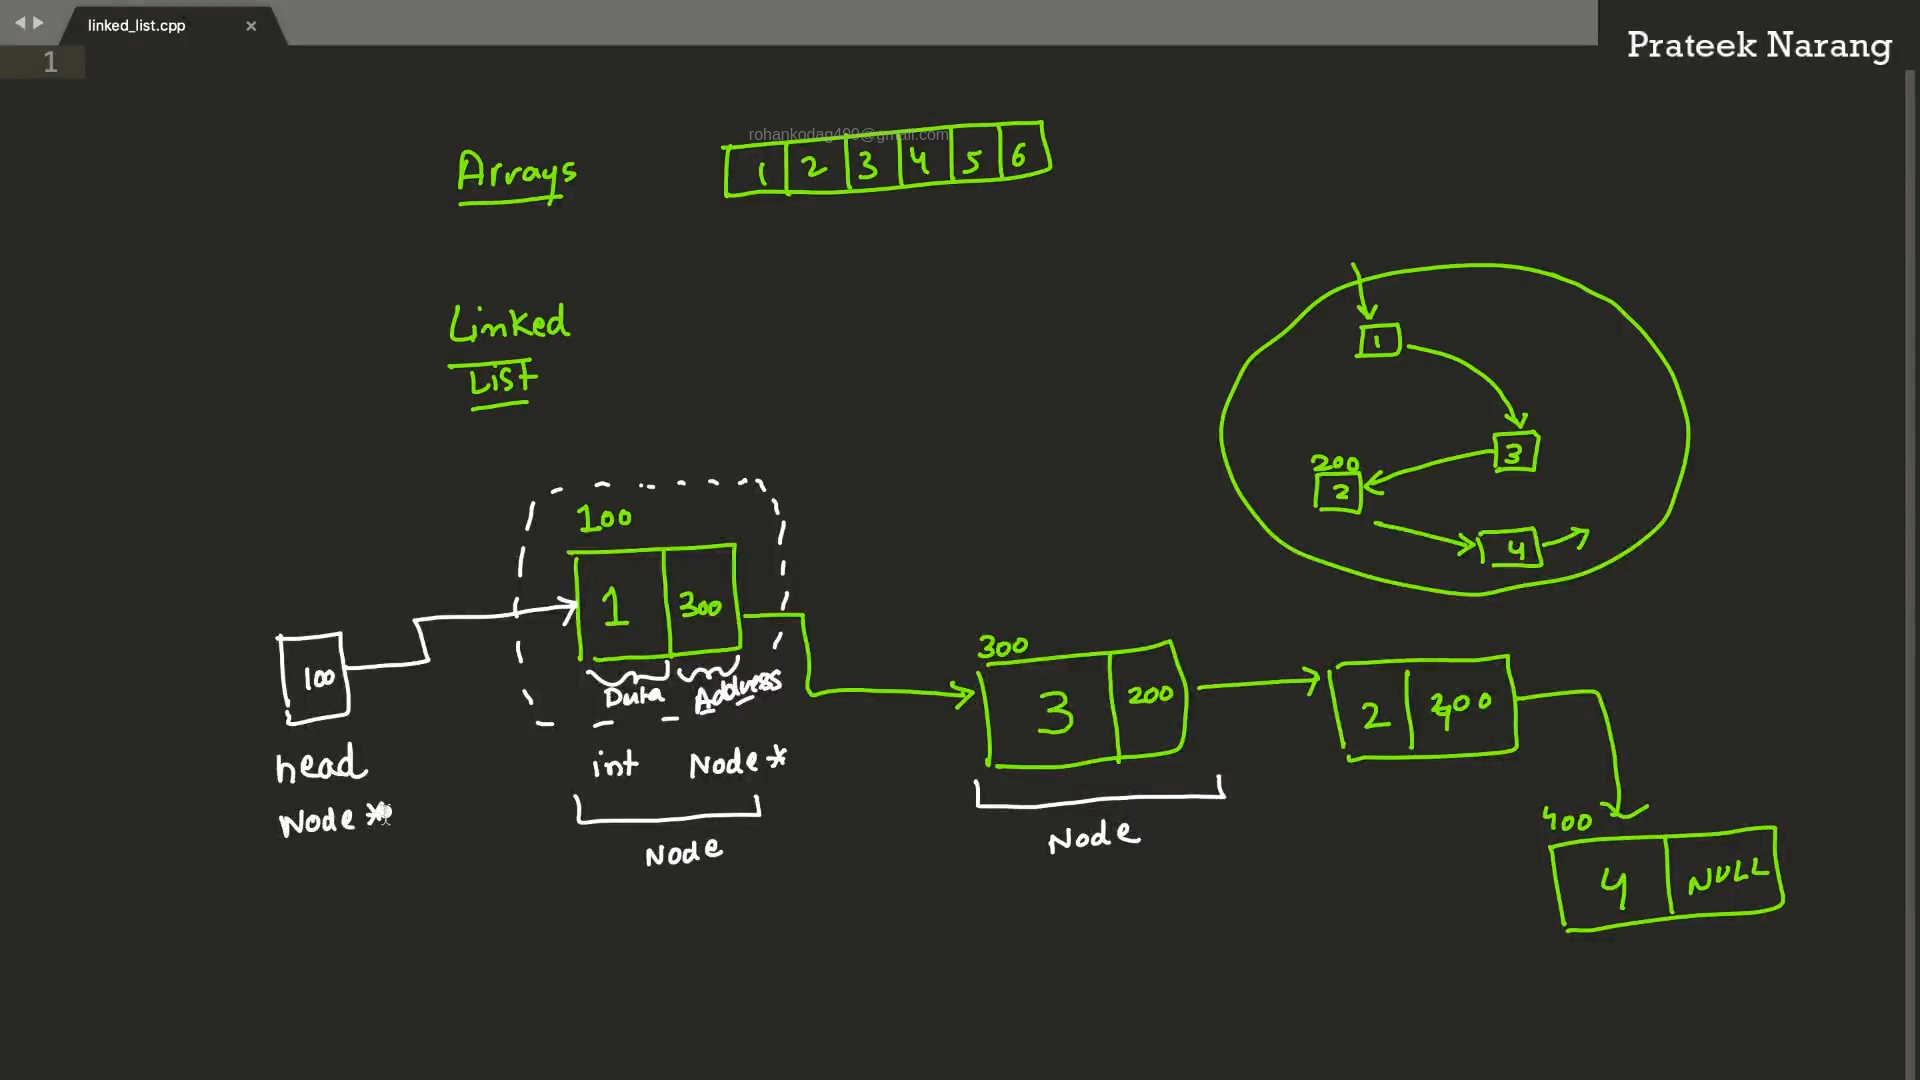 linked_list.cpp ×
Prateek Narang
1
rohankodag499@gmail.com
Arrays
1 2 3 4 5 6
Linked
List
1
3
200
2
4
100
1 300
Data Address
int Node*
Node
100
head
Node *
300
3 200
Node
2 400
400
4 NULL